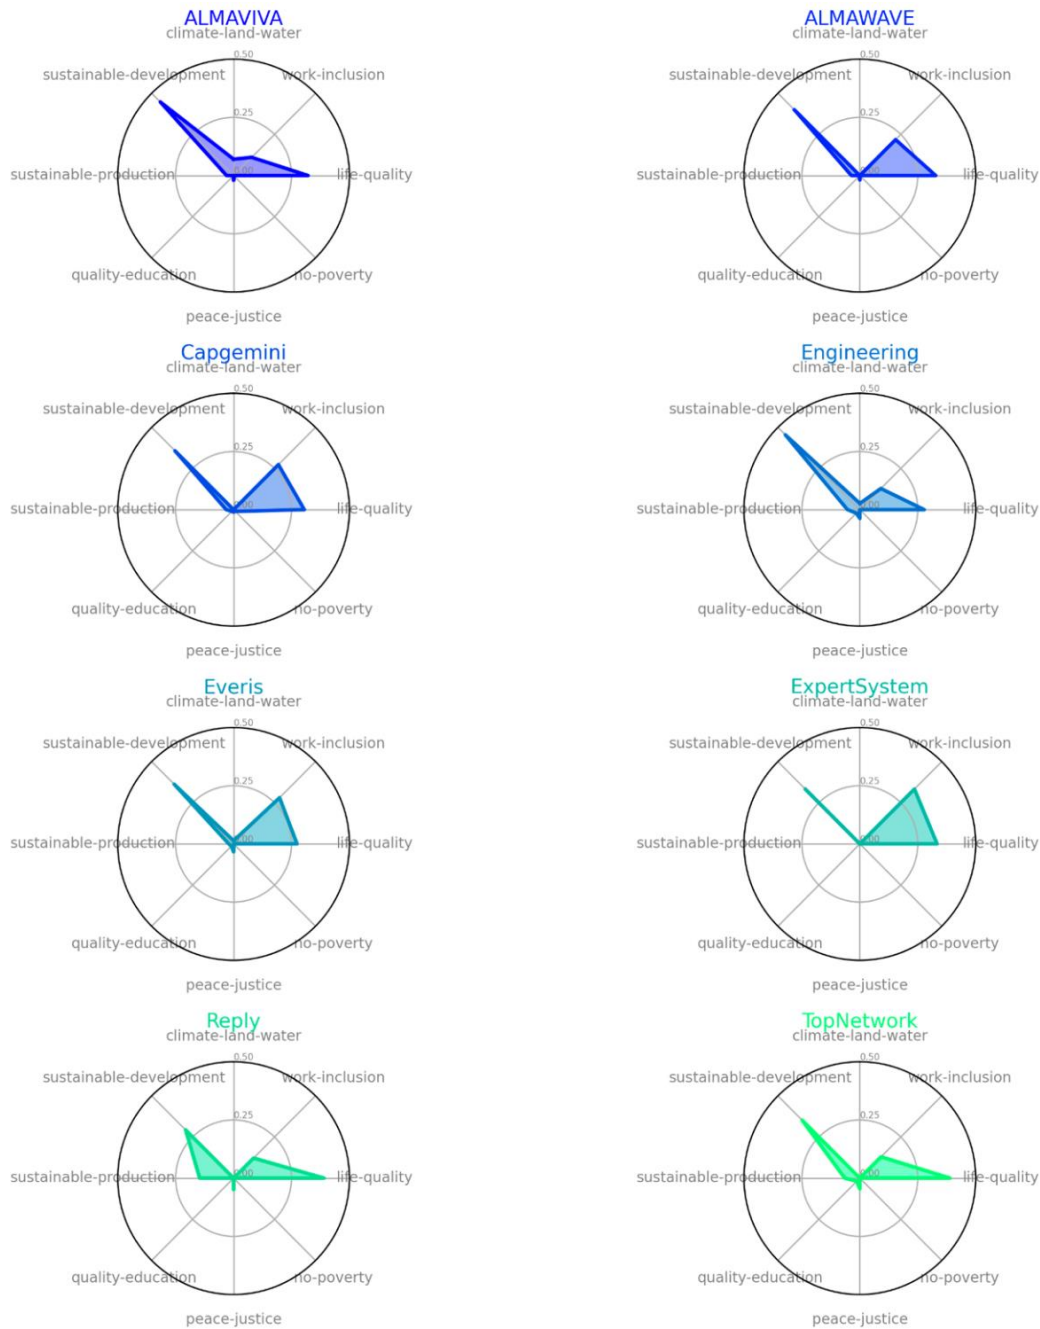 ALMAVIVA
climate-land-water
0.50
sustainable-development
work-inclusion
0.25
sustainable-production
0.00
life-quality
quality-education
no-poverty
peace-justice
ALMAWAVE
climate-land-water
0.50
sustainable-development
work-inclusion
0.25
sustainable-production
0.00
life-quality
quality-education
no-poverty
peace-justice
Capgemini
climate-land-water
0.50
sustainable-development
work-inclusion
0.25
sustainable-production
0.00
life-quality
quality-education
no-poverty
peace-justice
Engineering
climate-land-water
0.50
sustainable-development
work-inclusion
0.25
sustainable-production
0.00
life-quality
quality-education
no-poverty
peace-justice
Everis
climate-land-water
0.50
sustainable-development
work-inclusion
0.25
sustainable-production
0.00
life-quality
quality-education
no-poverty
peace-justice
ExpertSystem
climate-land-water
0.50
sustainable-development
work-inclusion
0.25
sustainable-production
0.00
life-quality
quality-education
no-poverty
peace-justice
Reply
climate-land-water
0.50
sustainable-development
work-inclusion
0.25
sustainable-production
0.00
life-quality
quality-education
no-poverty
peace-justice
TopNetwork
climate-land-water
0.50
sustainable-development
work-inclusion
0.25
sustainable-production
0.00
life-quality
quality-education
no-poverty
peace-justice